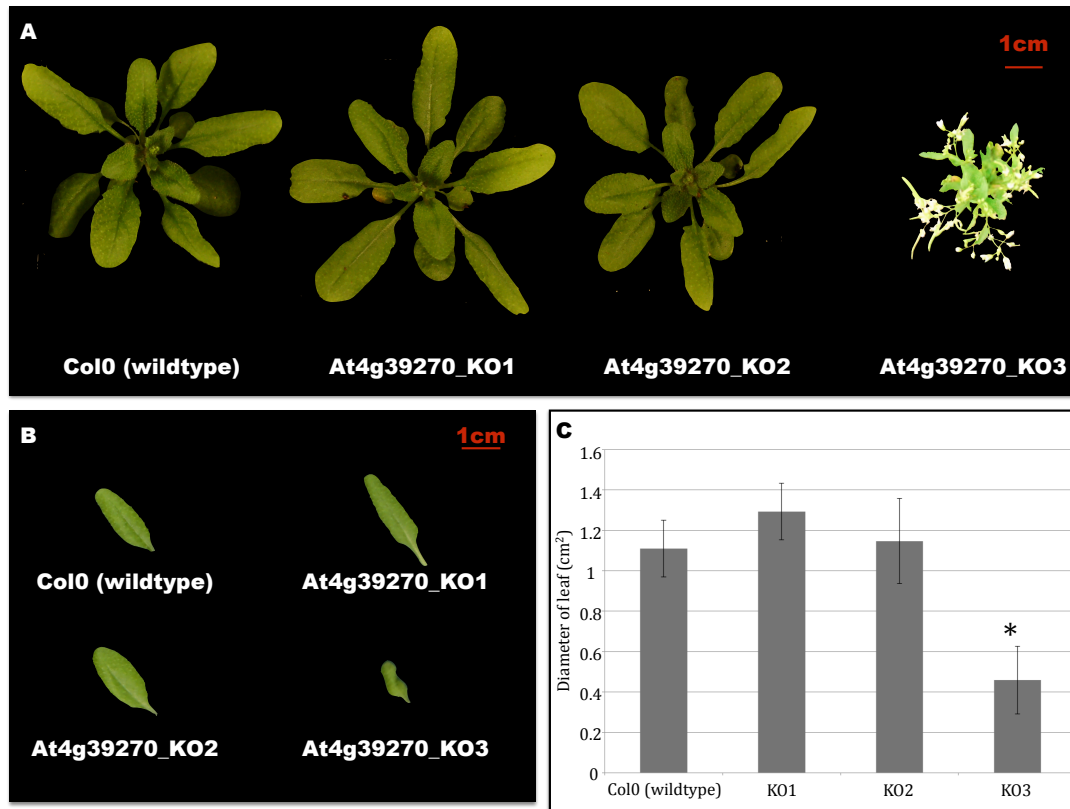 A
1cm
Col0 (wildtype)
At4g39270_KO1
At4g39270_KO2
At4g39270_KO3
B
1cm
Col0 (wildtype)
At4g39270_KO1
At4g39270_KO2
At4g39270_KO3
C
Diameter of leaf (cm²)
1.6
1.4
1.2
1
0.8
0.6
0.4
0.2
0
*
Col0 (wildtype)
KO1
KO2
KO3